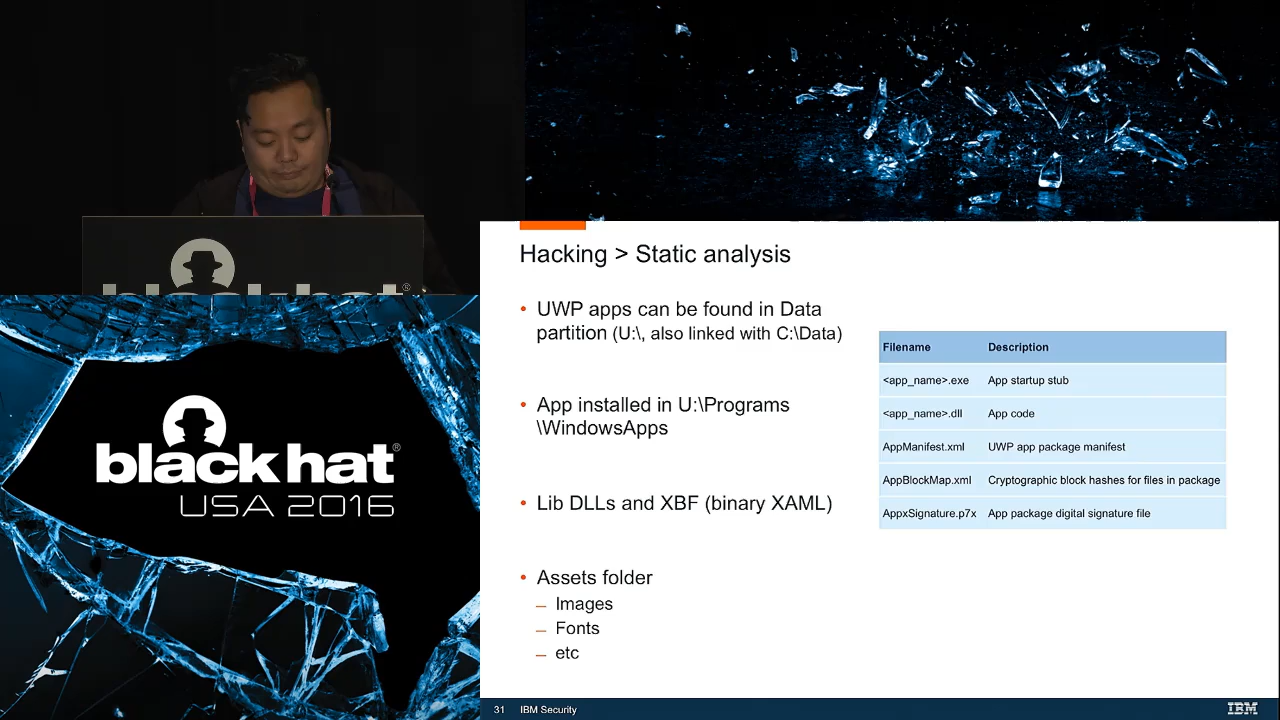 black hat®
black hat®
USA 2016
Hacking > Static analysis
• UWP apps can be found in Data
partition (U:\, also linked with C:\Data)
• App installed in U:\Programs
\WindowsApps
• Lib DLLs and XBF (binary XAML)
• Assets folder
– Images
– Fonts
– etc
Filename Description
<app_name>.exe App startup stub
<app_name>.dll App code
AppManifest.xml UWP app package manifest
AppBlockMap.xml Cryptographic block hashes for files in package
AppxSignature.p7x App package digital signature file
31 IBM Security
IBM